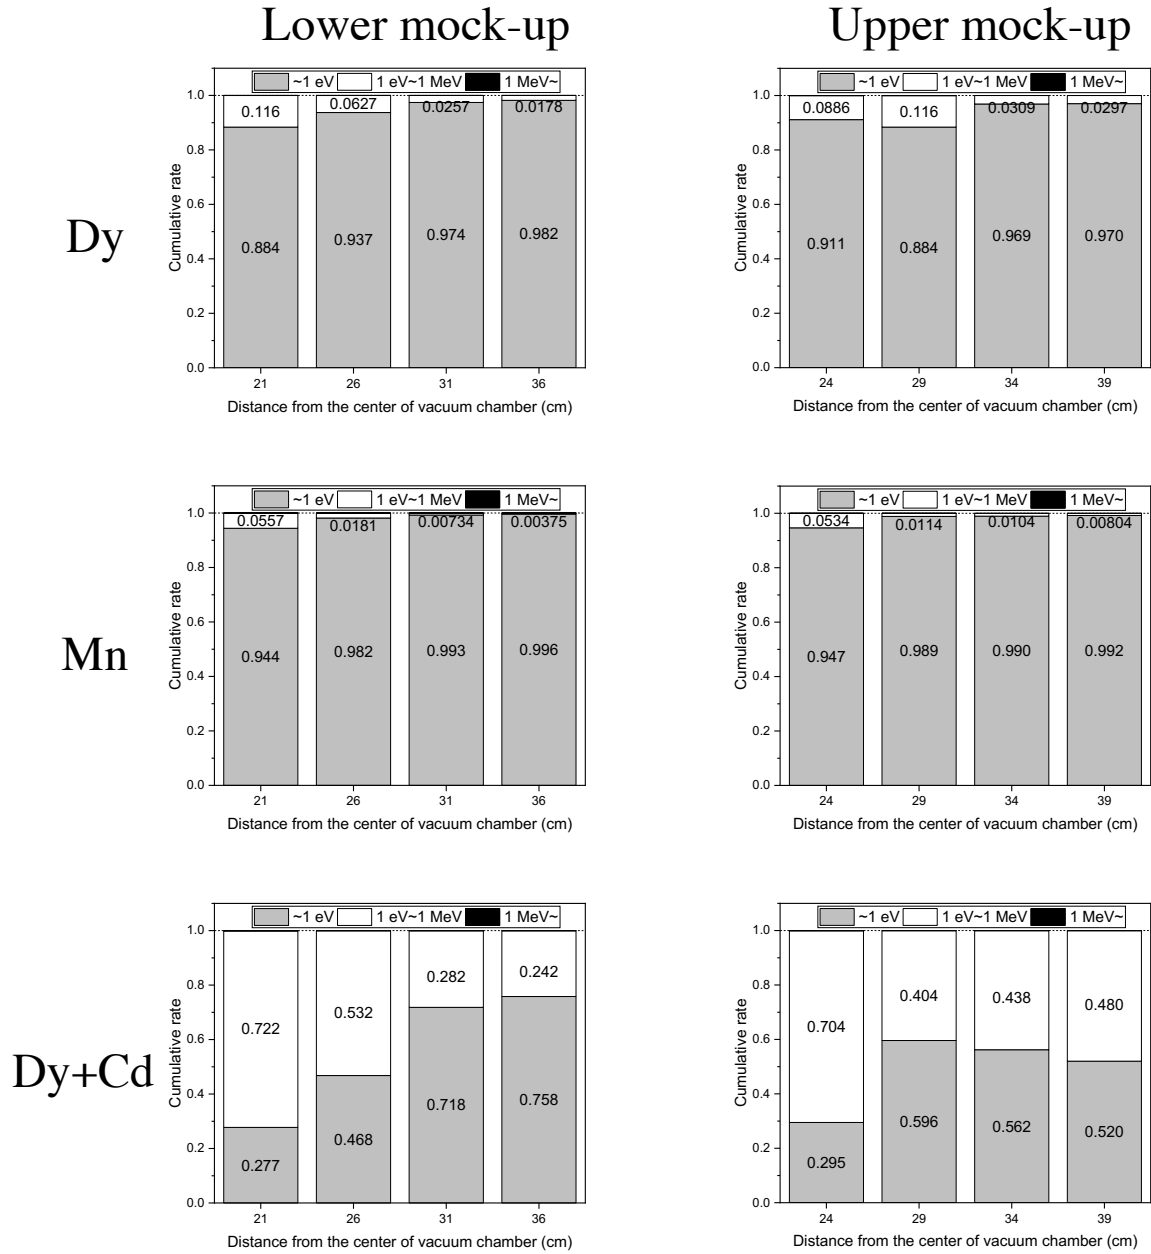 Lower mock-up
Upper mock-up
Dy
~1 eV 1 eV~1 MeV 1 MeV~
Cumulative rate
1.0
0.8
0.6
0.4
0.2
0.0
0.116 0.0627 0.0257 0.0178
0.884 0.937 0.974 0.982
21 26 31 36
Distance from the center of vacuum chamber (cm)
~1 eV 1 eV~1 MeV 1 MeV~
Cumulative rate
1.0
0.8
0.6
0.4
0.2
0.0
0.0886 0.116 0.0309 0.0297
0.911 0.884 0.969 0.970
24 29 34 39
Distance from the center of vacuum chamber (cm)
Mn
~1 eV 1 eV~1 MeV 1 MeV~
Cumulative rate
1.0
0.8
0.6
0.4
0.2
0.0
0.0557 0.0181 0.00734 0.00375
0.944 0.982 0.993 0.996
21 26 31 36
Distance from the center of vacuum chamber (cm)
~1 eV 1 eV~1 MeV 1 MeV~
Cumulative rate
1.0
0.8
0.6
0.4
0.2
0.0
0.0534 0.0114 0.0104 0.00804
0.947 0.989 0.990 0.992
24 29 34 39
Distance from the center of vacuum chamber (cm)
Dy+Cd
~1 eV 1 eV~1 MeV 1 MeV~
Cumulative rate
1.0
0.8
0.6
0.4
0.2
0.0
0.722 0.532 0.282 0.242
0.277 0.468 0.718 0.758
21 26 31 36
Distance from the center of vacuum chamber (cm)
~1 eV 1 eV~1 MeV 1 MeV~
Cumulative rate
1.0
0.8
0.6
0.4
0.2
0.0
0.704 0.404 0.438 0.480
0.295 0.596 0.562 0.520
24 29 34 39
Distance from the center of vacuum chamber (cm)